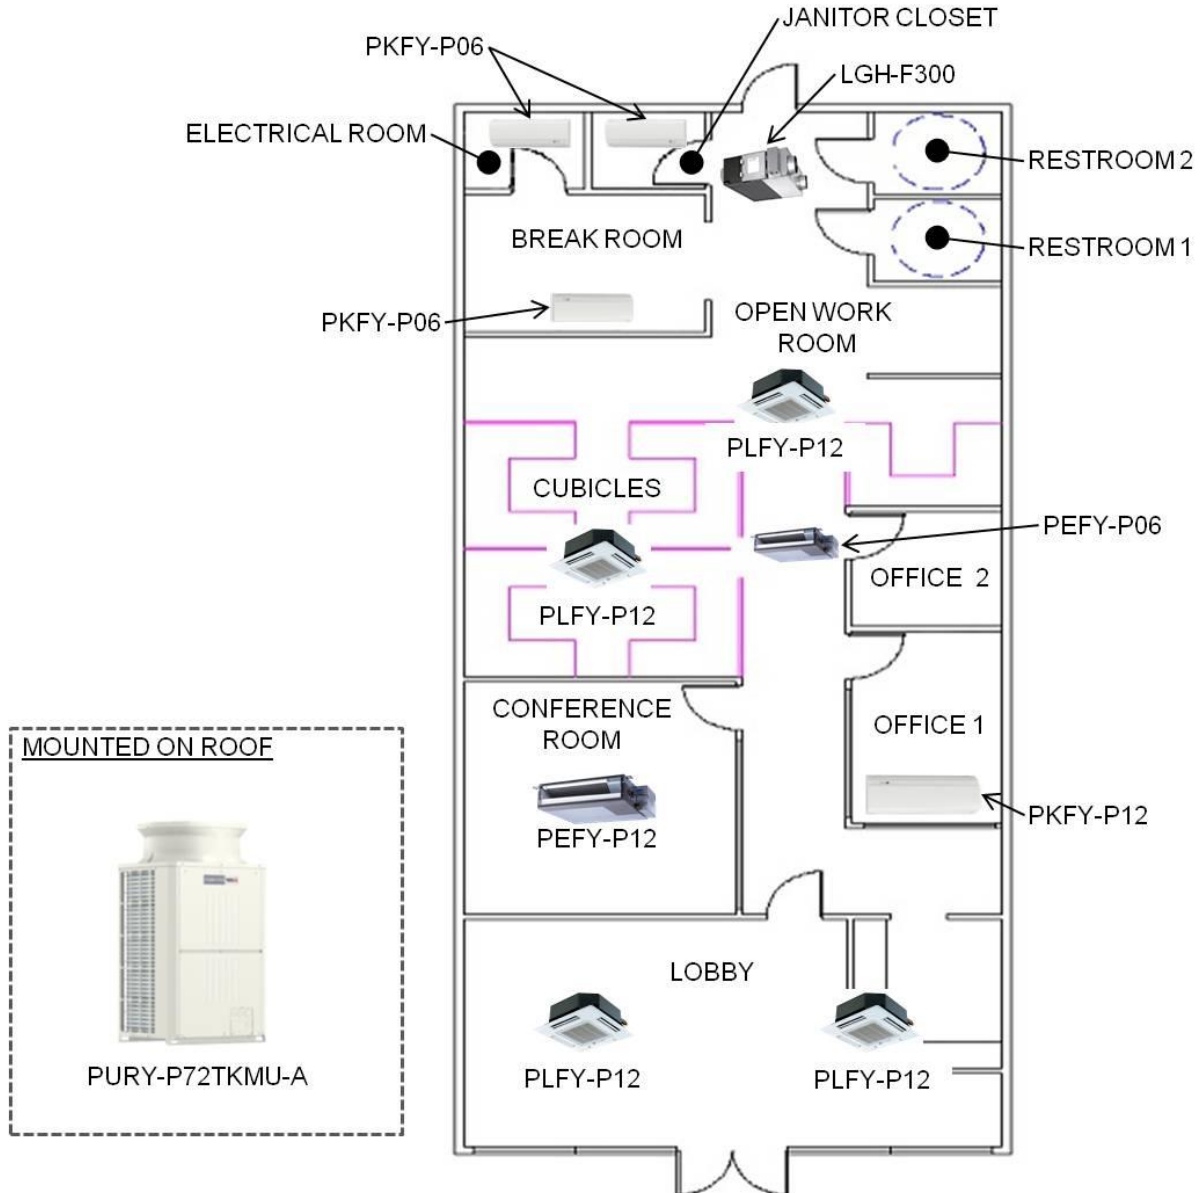 JANITOR CLOSET
PKFY-P06
LGH-F300
ELECTRICAL ROOM
RESTROOM 2
BREAK ROOM
RESTROOM 1
PKFY-P06
OPEN WORK
ROOM
PLFY-P12
CUBICLES
PEFY-P06
OFFICE 2
PLFY-P12
CONFERENCE
ROOM
OFFICE 1
MOUNTED ON ROOF
PKFY-P12
PEFY-P12
LOBBY
PURY-P72TKMU-A
PLFY-P12
PLFY-P12